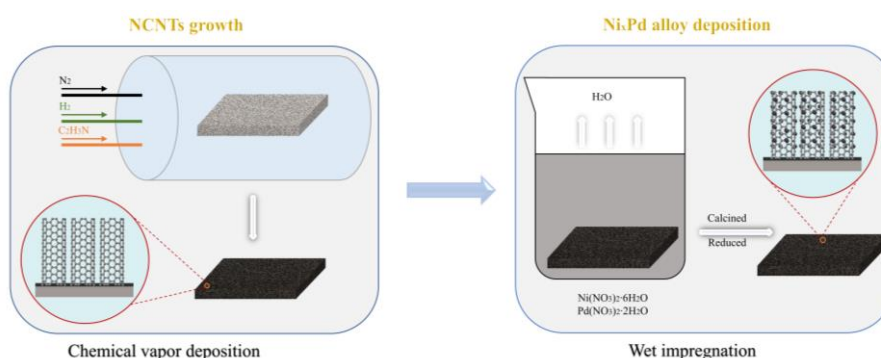 NCNTs growth
N₂
H₂
C₂H₃N
Chemical vapor deposition
NiₓPd alloy deposition
H₂O
Calcined
Reduced
Ni(NO₃)₂·6H₂O
Pd(NO₃)₂·2H₂O
Wet impregnation